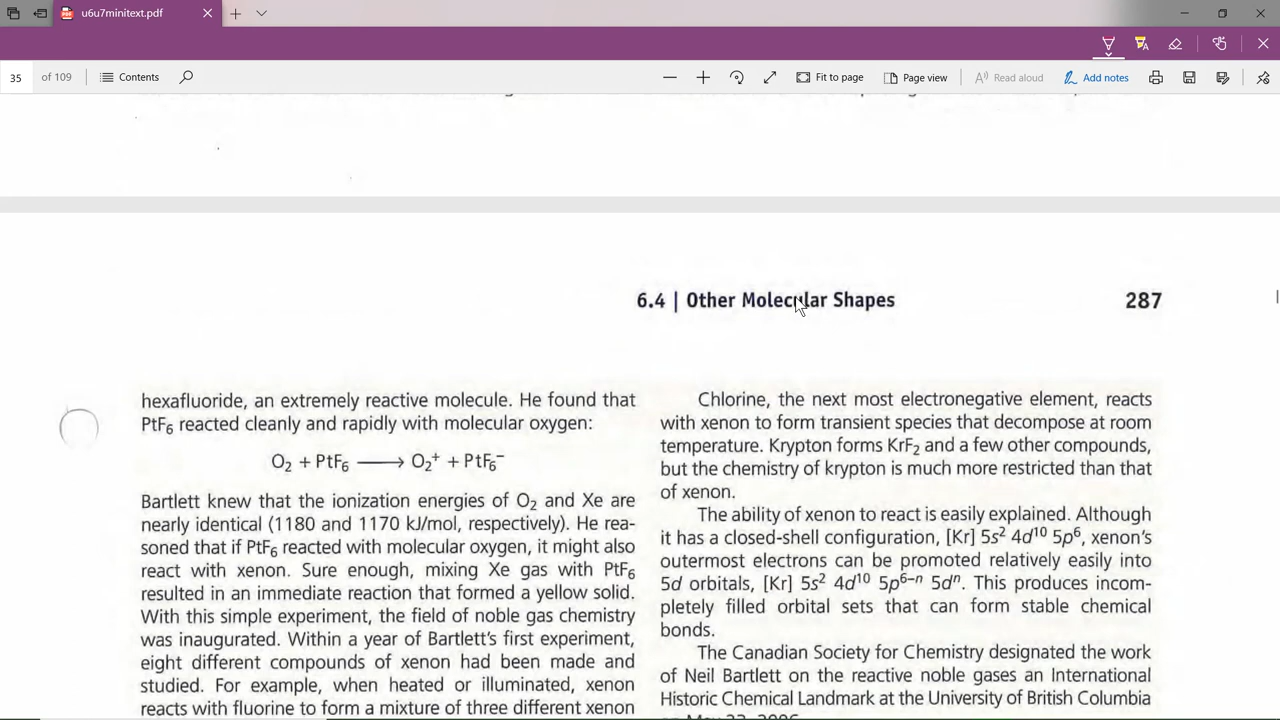 u6u7minitext.pdf
35 of 109 Contents Fit to page Page view Read aloud Add notes
6.4 | Other Molecular Shapes 287
hexafluoride, an extremely reactive molecule. He found that
PtF₆ reacted cleanly and rapidly with molecular oxygen:
O₂ + PtF₆ ⟶ O₂⁺ + PtF₆⁻
Bartlett knew that the ionization energies of O₂ and Xe are
nearly identical (1180 and 1170 kJ/mol, respectively). He rea-
soned that if PtF₆ reacted with molecular oxygen, it might also
react with xenon. Sure enough, mixing Xe gas with PtF₆
resulted in an immediate reaction that formed a yellow solid.
With this simple experiment, the field of noble gas chemistry
was inaugurated. Within a year of Bartlett's first experiment,
eight different compounds of xenon had been made and
studied. For example, when heated or illuminated, xenon
reacts with fluorine to form a mixture of three different xenon
Chlorine, the next most electronegative element, reacts
with xenon to form transient species that decompose at room
temperature. Krypton forms KrF₂ and a few other compounds,
but the chemistry of krypton is much more restricted than that
of xenon.
The ability of xenon to react is easily explained. Although
it has a closed-shell configuration, [Kr] 5s² 4d¹⁰ 5p⁶, xenon's
outermost electrons can be promoted relatively easily into
5d orbitals, [Kr] 5s² 4d¹⁰ 5p⁶⁻ⁿ 5dⁿ. This produces incom-
pletely filled orbital sets that can form stable chemical
bonds.
The Canadian Society for Chemistry designated the work
of Neil Bartlett on the reactive noble gases an International
Historic Chemical Landmark at the University of British Columbia